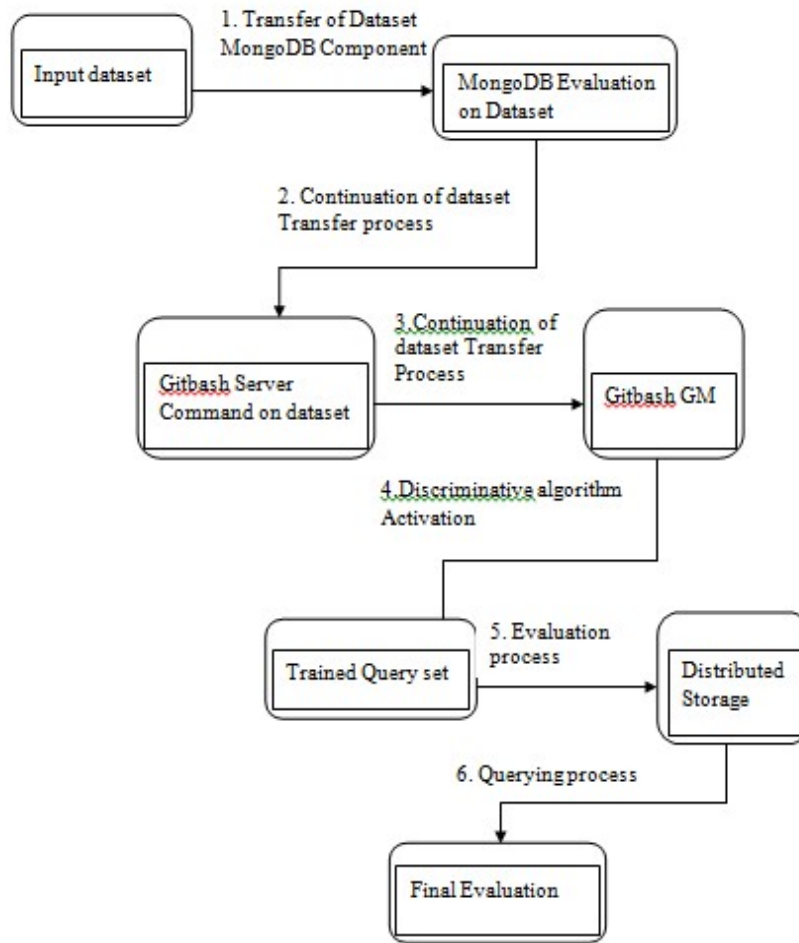 1. Transfer of Dataset
MongoDB Component
Input dataset
MongoDB Evaluation
on Dataset
2. Continuation of dataset
Transfer process
3.Continuation of
dataset Transfer
Process
Gitbash Server
Command on dataset
Gitbash GM
4.Discriminative algorithm
Activation
5. Evaluation
process
Trained Query set
Distributed
Storage
6. Querying process
Final Evaluation